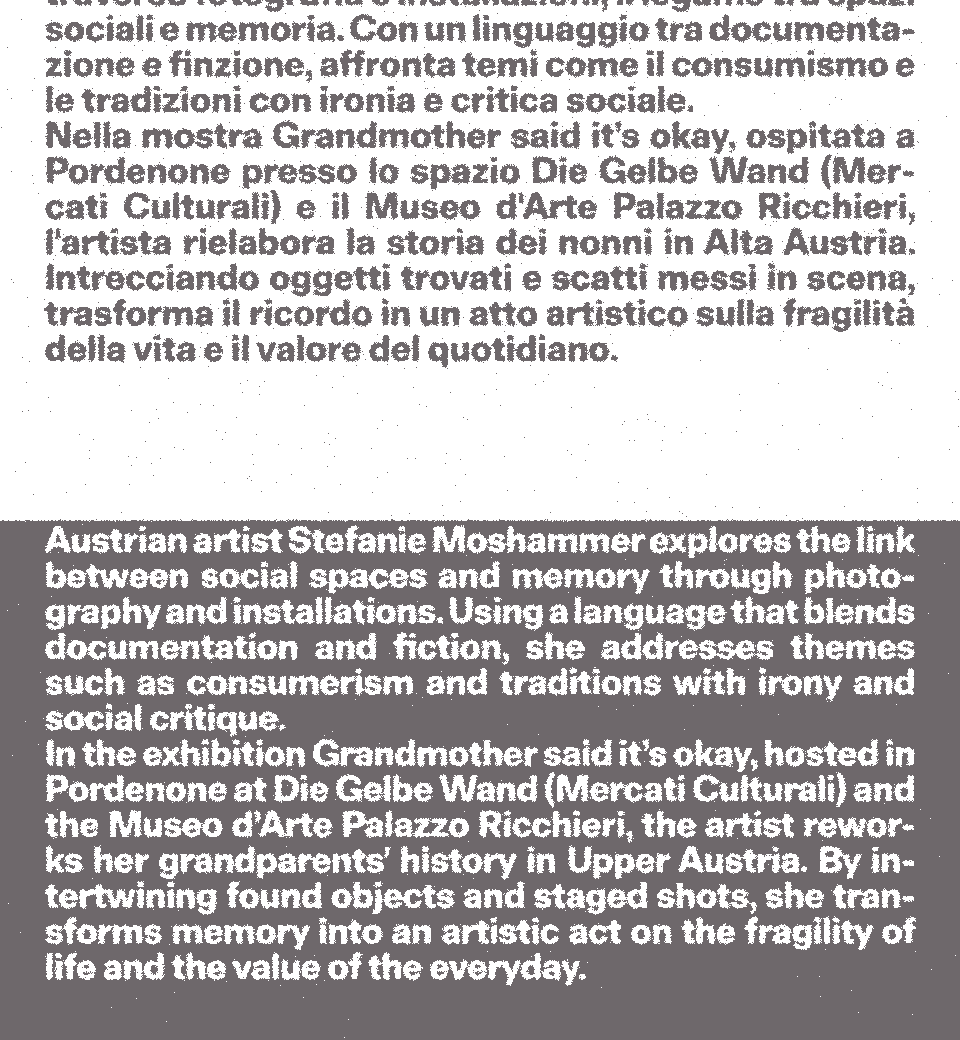 traverso fotografia e installazioni, il legame tra spazi
sociali e memoria. Con un linguaggio tra documenta-
zione e finzione, affronta temi come il consumismo e
le tradizioni con ironia e critica sociale.
Nella mostra Grandmother said it’s okay, ospitata a
Pordenone presso lo spazio Die Gelbe Wand (Mer-
cati Culturali) e il Museo d'Arte Palazzo Ricchieri,
l'artista rielabora la storia dei nonni in Alta Austria.
Intrecciando oggetti trovati e scatti messi in scena,
trasforma il ricordo in un atto artistico sulla fragilità
della vita e il valore del quotidiano.
Austrian artist Stefanie Moshammer explores the link
between social spaces and memory through photo-
graphy and installations. Using a language that blends
documentation and fiction, she addresses themes
such as consumerism and traditions with irony and
social critique.
In the exhibition Grandmother said it’s okay, hosted in
Pordenone at Die Gelbe Wand (Mercati Culturali) and
the Museo d’Arte Palazzo Ricchieri, the artist rewor-
ks her grandparents’ history in Upper Austria. By in-
tertwining found objects and staged shots, she tran-
sforms memory into an artistic act on the fragility of
life and the value of the everyday.